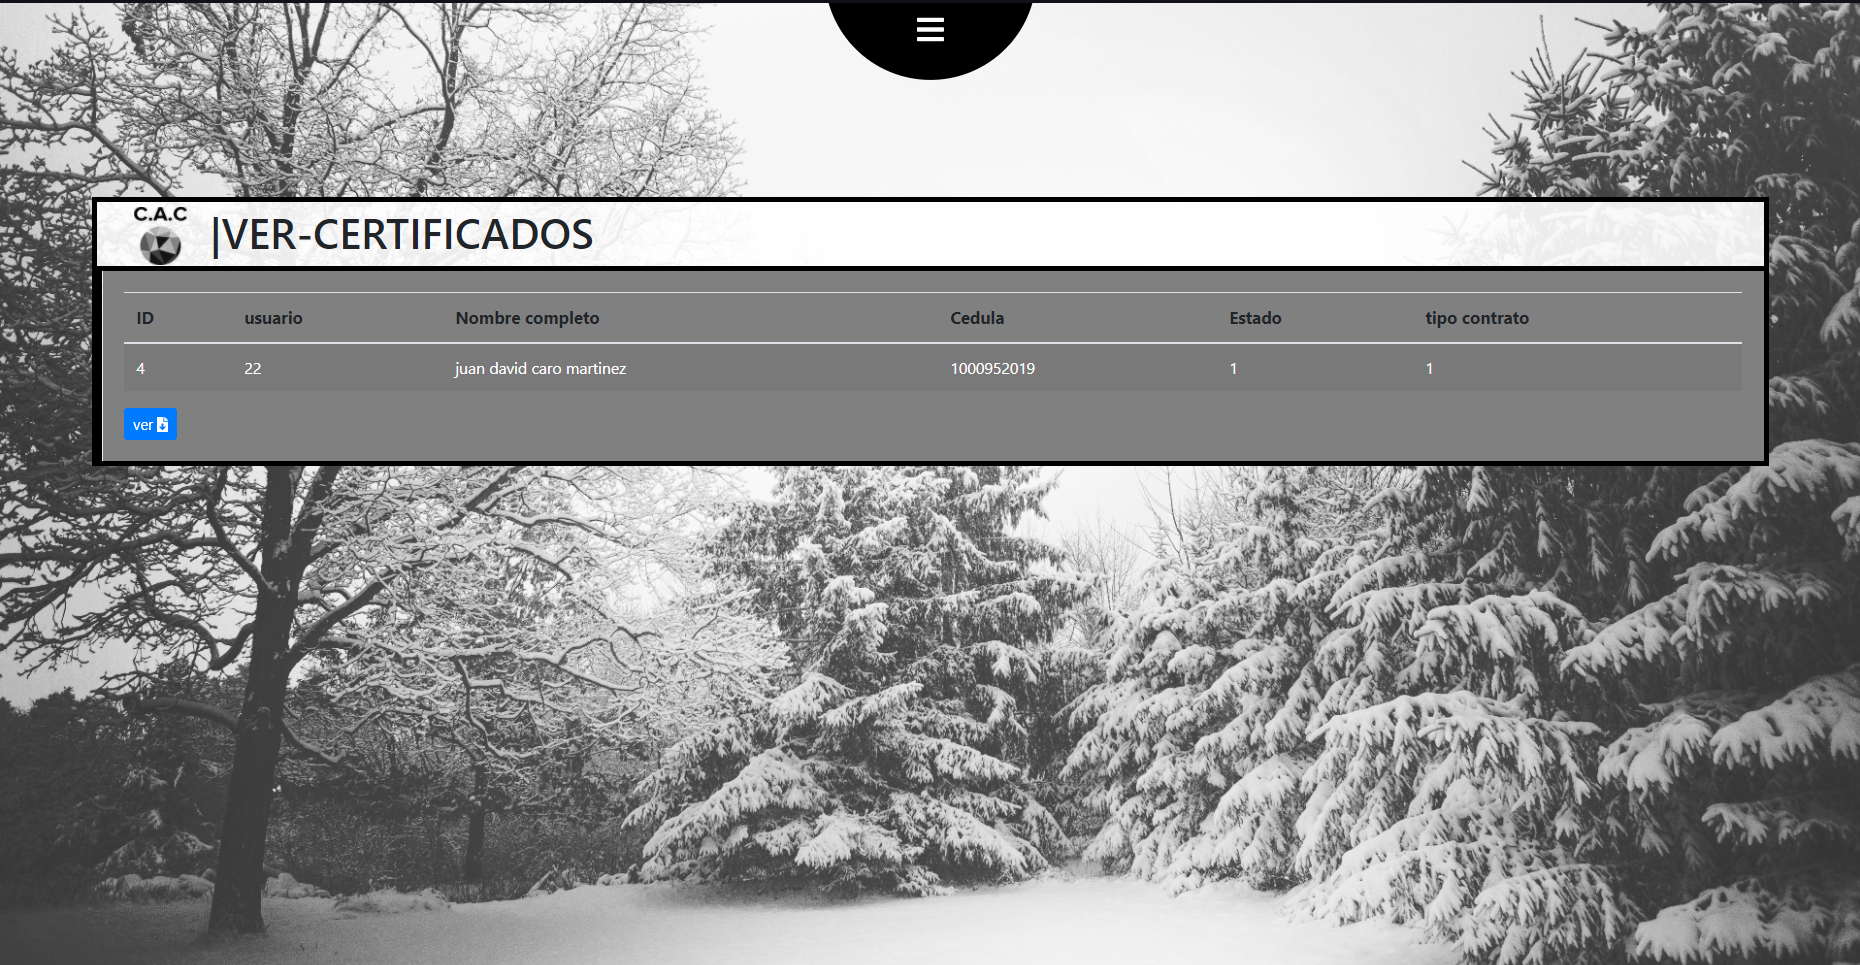 C.A.C
|VER-CERTIFICADOS
ID usuario Nombre completo Cedula Estado tipo contrato
4 22 juan david caro martinez 1000952019 1 1
ver